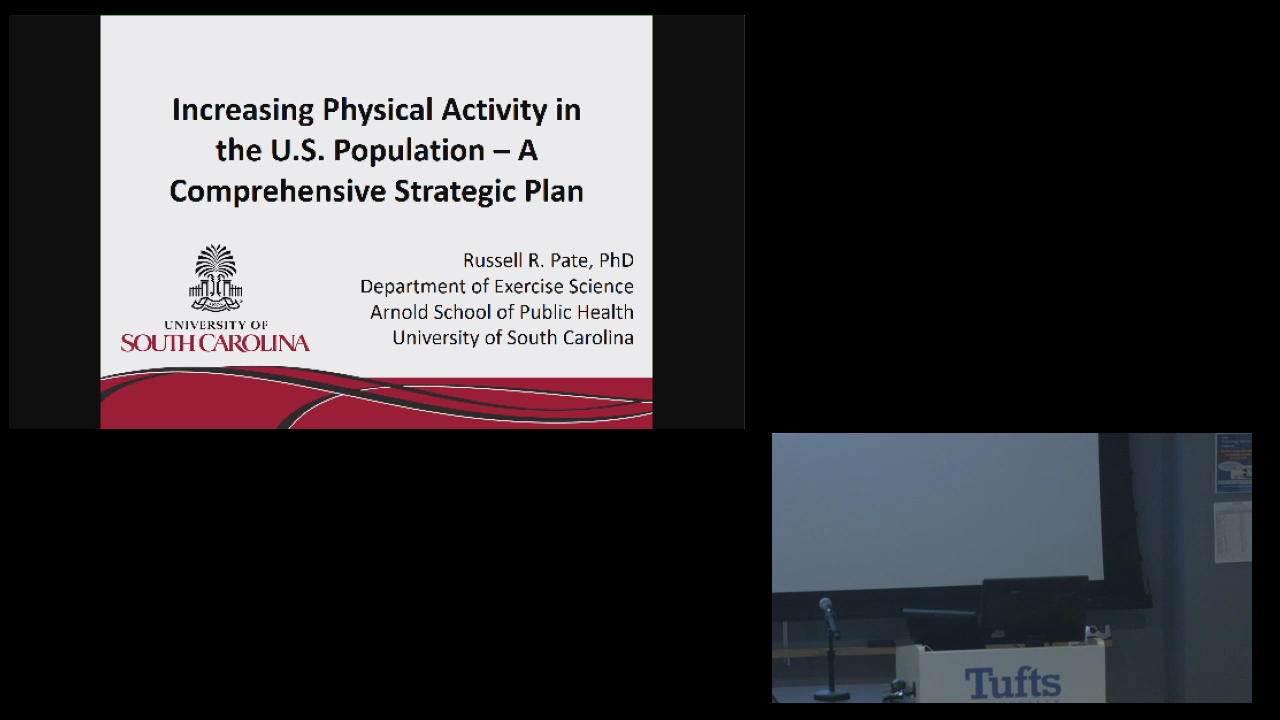 Increasing Physical Activity in
the U.S. Population – A
Comprehensive Strategic Plan
Russell R. Pate, PhD
Department of Exercise Science
Arnold School of Public Health
University of South Carolina
UNIVERSITY OF
SOUTH CAROLINA
Tufts